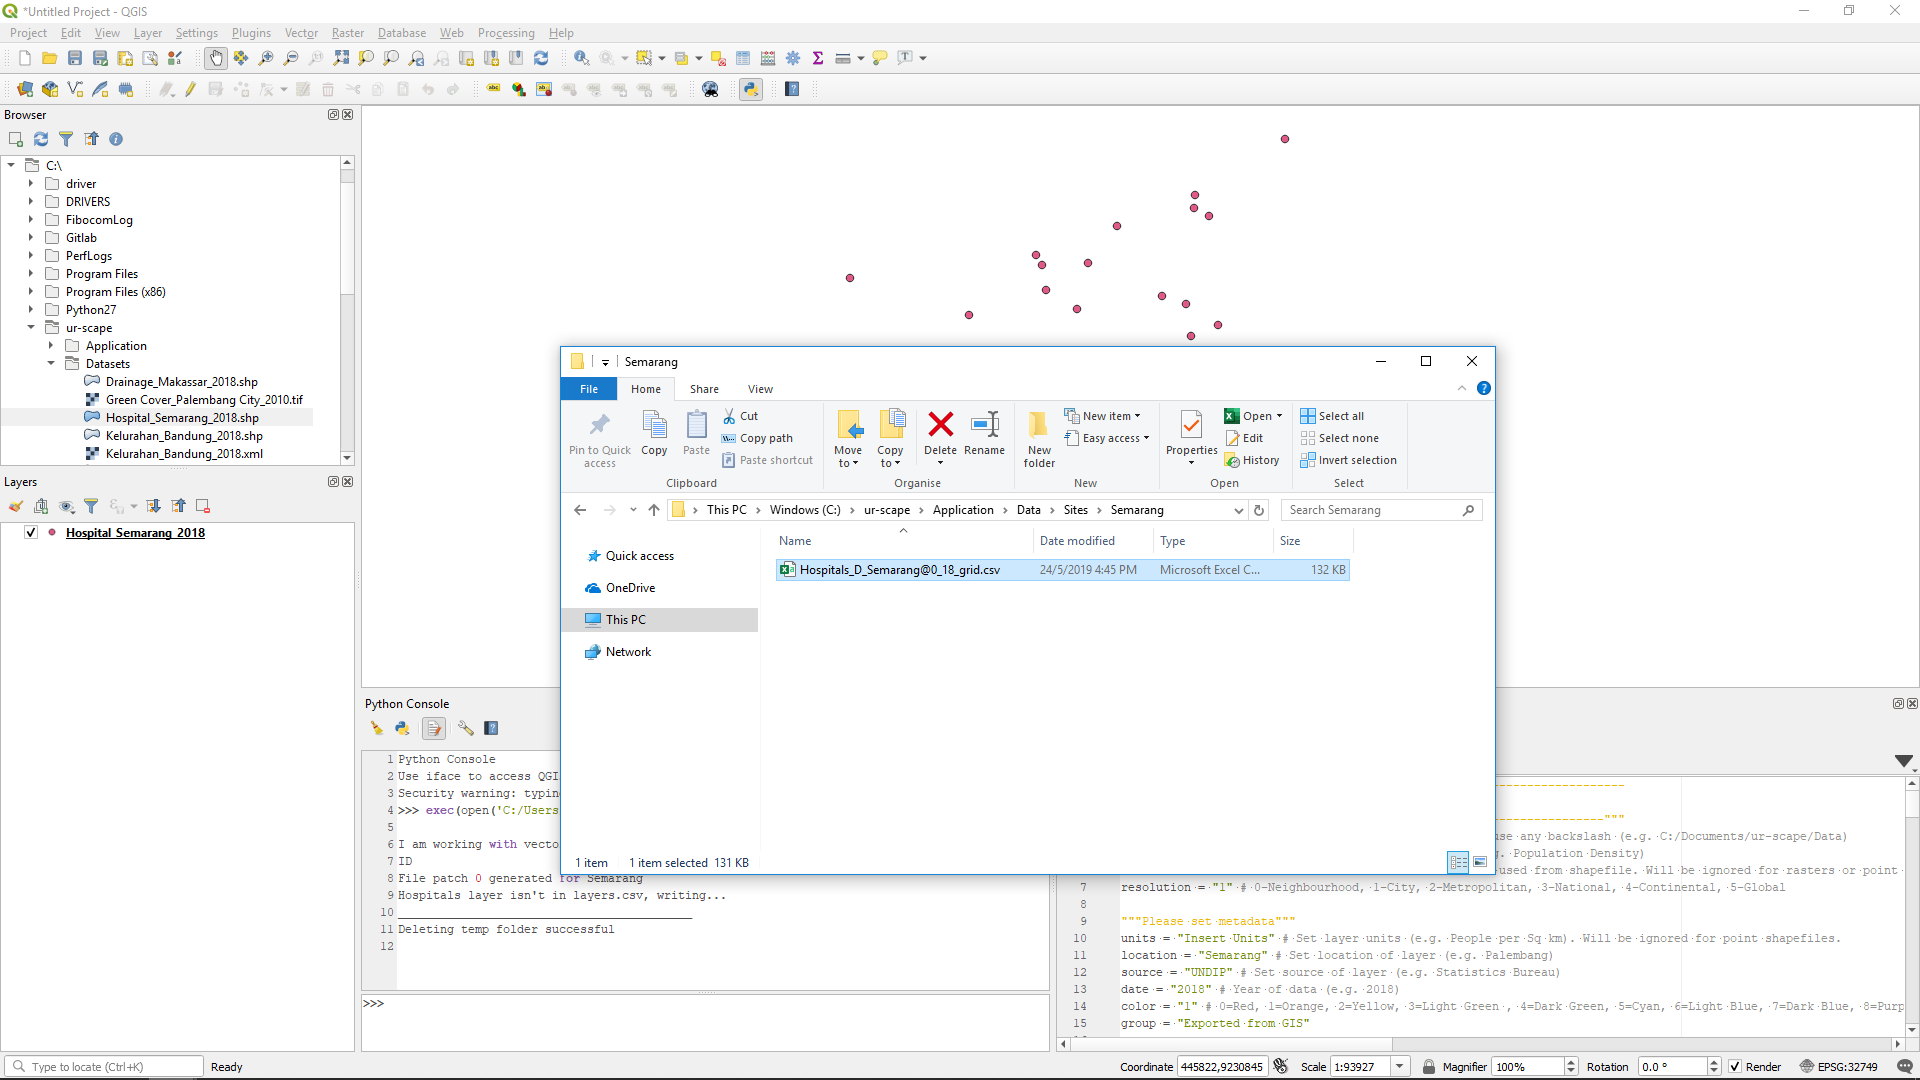 *Untitled Project - QGIS
Project Edit View Layer Settings Plugins Vector Raster Database Web Processing Help
Browser
C:\
driver
DRIVERS
FibocomLog
Gitlab
PerfLogs
Program Files
Program Files (x86)
Python27
ur-scape
Application
Datasets
Drainage_Makassar_2018.shp
Green Cover_Palembang City_2010.tif
Hospital_Semarang_2018.shp
Kelurahan_Bandung_2018.shp
Kelurahan_Bandung_2018.xml
Layers
Hospital_Semarang_2018
Semarang
File Home Share View
Pin to Quick access
Copy
Paste
Cut
Copy path
Paste shortcut
Clipboard
Move to
Copy to
Delete
Rename
Organise
New folder
New item
Easy access
New
Properties
Open
Edit
History
Open
Select all
Select none
Invert selection
Select
This PC > Windows (C:) > ur-scape > Application > Data > Sites > Semarang
Search Semarang
Name Date modified Type Size
Hospitals_D_Semarang@0_18_grid.csv 24/5/2019 4:45 PM Microsoft Excel C... 132 KB
Quick access
OneDrive
This PC
Network
1 item 1 item selected 131 KB
Python Console
1 Python Console
2 Use iface to access QGI
3 Security warning: typin
4 >>> exec(open('C:/Users
5
6 I am working with vecto
7 ID
8 File patch 0 generated for Semarang
9 Hospitals layer isn't in layers.csv, writing...
10 __________________________________________
11 Deleting temp folder successful
12
>>>
"""
use any backslash (e.g. C:/Documents/ur-scape/Data)
g. Population Density)
used from shapefile. Will be ignored for rasters or point
7 resolution = "1" # 0-Neighbourhood, 1-City, 2-Metropolitan, 3-National, 4-Continental, 5-Global
8
9 """Please set metadata"""
10 units = "Insert Units" # Set layer units (e.g. People per Sq km). Will be ignored for point shapefiles.
11 location = "Semarang" # Set location of layer (e.g. Palembang)
12 source = "UNDIP" # Set source of layer (e.g. Statistics Bureau)
13 date = "2018" # Year of data (e.g. 2018)
14 color = "1" # 0=Red, 1=Orange, 2=Yellow, 3=Light Green , 4=Dark Green, 5=Cyan, 6=Light Blue, 7=Dark Blue, 8=Purp
15 group = "Exported from GIS"
Type to locate (Ctrl+K) Ready Coordinate 445822,9230845 Scale 1:93927 Magnifier 100% Rotation 0.0 ° Render EPSG:32749